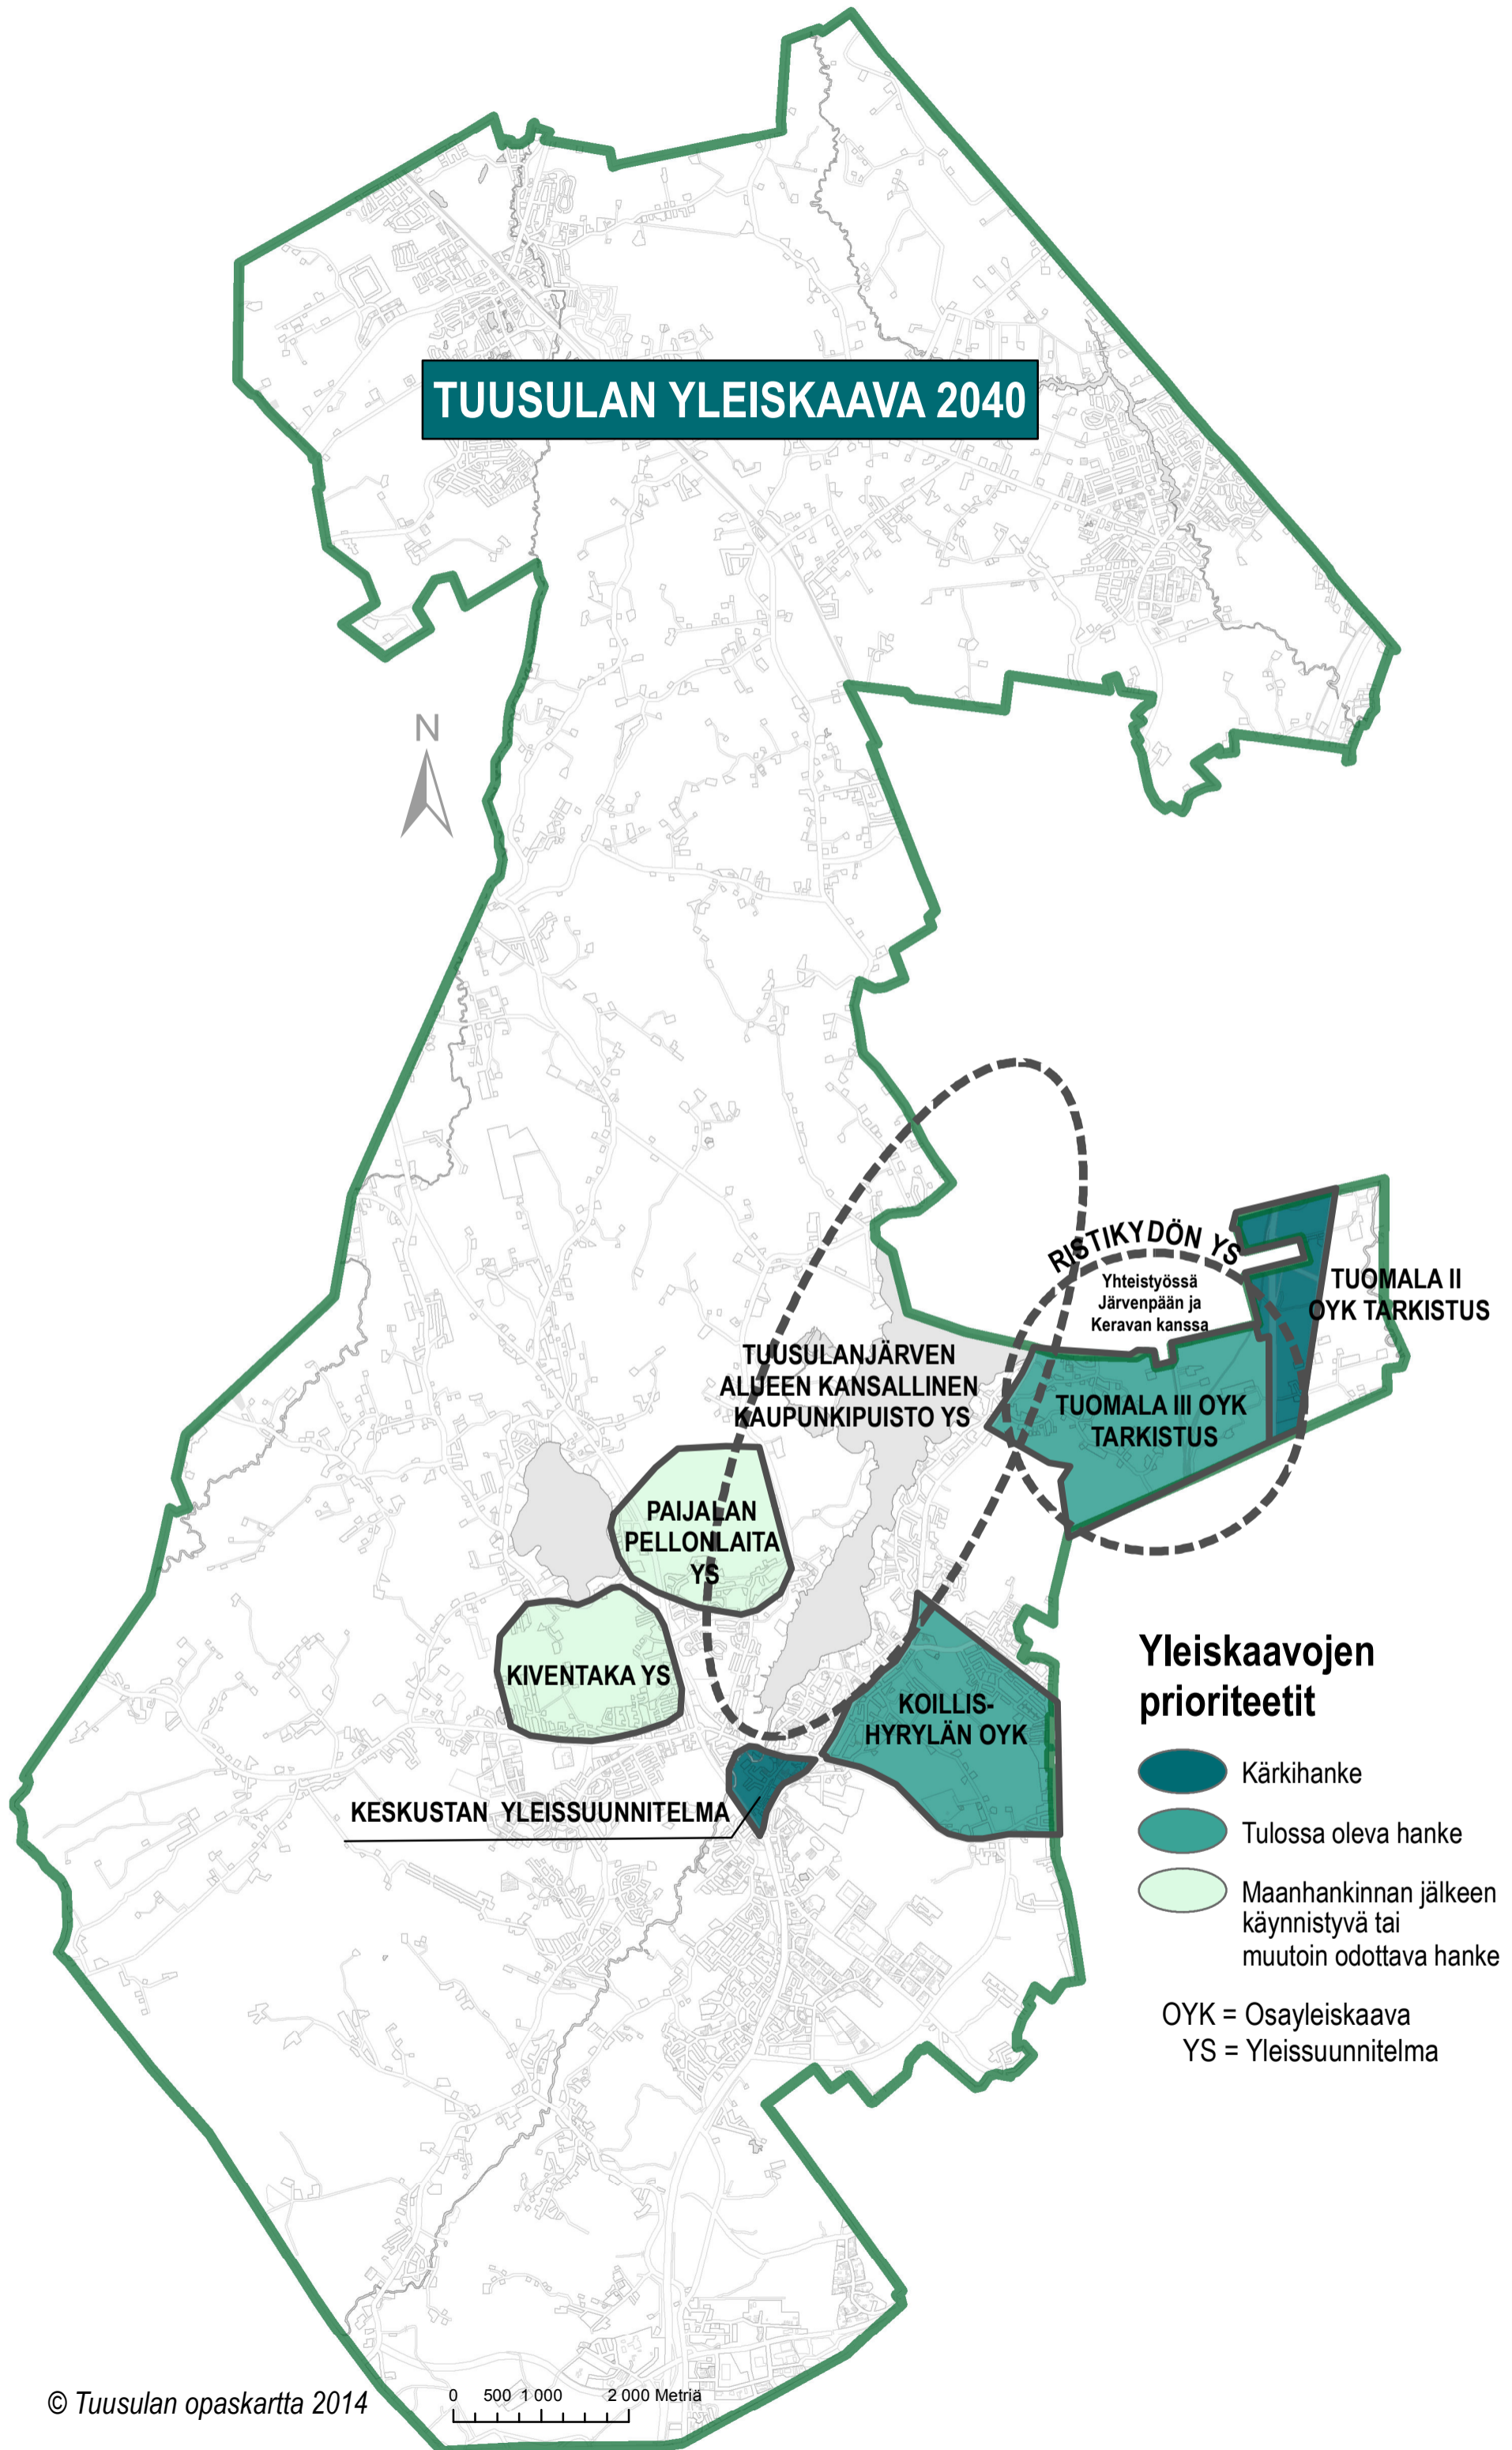 TUUSULAN YLEISKAAVA 2040
N
RISTIKYDÖN YS
Yhteistyössä
Järvenpään ja
Keravan kanssa
TUOMALA II
OYK TARKISTUS
TUUSULANJÄRVEN
ALUEEN KANSALLINEN
KAUPUNKIPUISTO YS
TUOMALA III OYK
TARKISTUS
PAIJALAN
PELLONLAITA
YS
KIVENTAKA YS
KOILLIS-
HYRYLÄN OYK
KESKUSTAN YLEISSUUNNITELMA
Yleiskaavojen
prioriteetit
Kärkihanke
Tulossa oleva hanke
Maanhankinnan jälkeen
käynnistyvä tai
muutoin odottava hanke
OYK = Osayleiskaava
YS = Yleissuunnitelma
© Tuusulan opaskartta 2014
0 500 1 000 2 000 Metriä